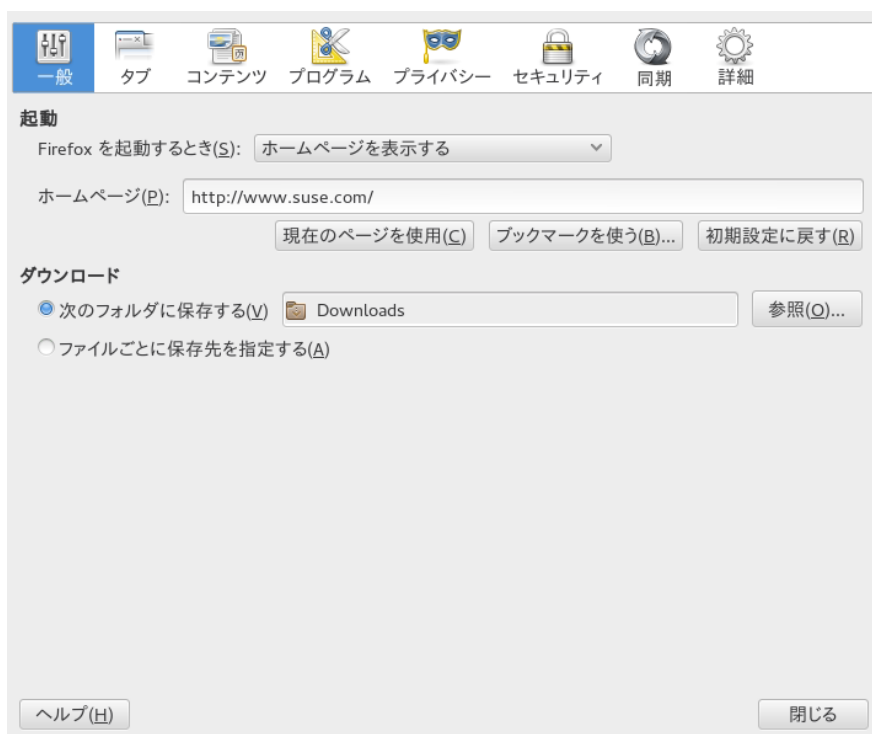 一般 タブ コンテンツ プログラム プライバシー セキュリティ 同期 詳細
起動
Firefox を起動するとき(S): ホームページを表示する
ホームページ(P): http://www.suse.com/
現在のページを使用(C) ブックマークを使う(B)... 初期設定に戻す(R)
ダウンロード
次のフォルダに保存する(V) Downloads 参照(O)...
ファイルごとに保存先を指定する(A)
ヘルプ(H) 閉じる